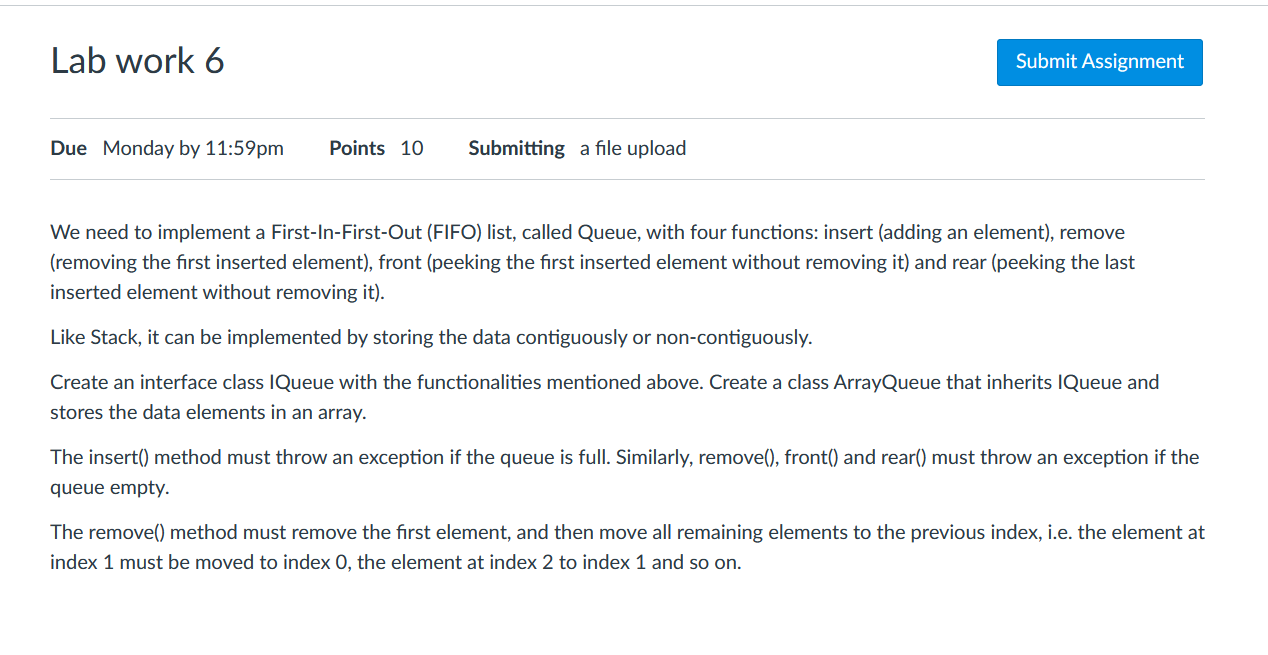 Lab work 6
Submit Assignment
Due Monday by 11:59pm Points 10 Submitting a file upload
We need to implement a First-In-First-Out (FIFO) list, called Queue, with four functions: insert (adding an element), remove
(removing the first inserted element), front (peeking the first inserted element without removing it) and rear (peeking the last
inserted element without removing it).
Like Stack, it can be implemented by storing the data contiguously or non-contiguously.
Create an interface class IQueue with the functionalities mentioned above. Create a class ArrayQueue that inherits IQueue and
stores the data elements in an array.
The insert() method must throw an exception if the queue is full. Similarly, remove(), front() and rear() must throw an exception if the
queue empty.
The remove() method must remove the first element, and then move all remaining elements to the previous index, i.e. the element at
index 1 must be moved to index 0, the element at index 2 to index 1 and so on.